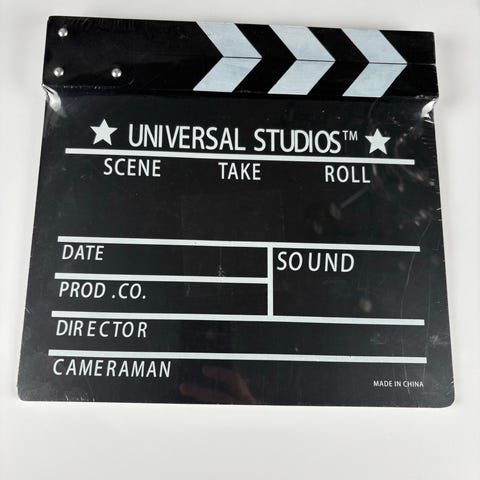 ★ UNIVERSAL STUDIOS™ ★
SCENE TAKE ROLL
DATE SOUND
PROD .CO.
DIRECTOR
CAMERAMAN
MADE IN CHINA